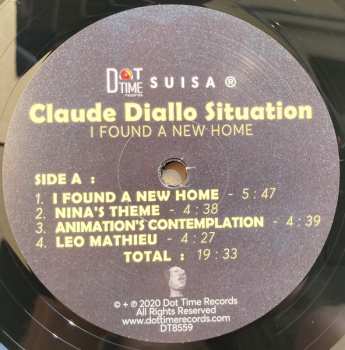 DOT
TIME
records
SUISA ®
Claude Diallo Situation
I FOUND A NEW HOME
SIDE A :
1. I FOUND A NEW HOME - 5 : 47
2. NINA'S THEME - 4 : 38
3. ANIMATION'S CONTEMPLATION - 4 : 39
4. LEO MATHIEU - 4 : 27
TOTAL : 19 : 33
© + ℗ 2020 Dot Time Records
All Rights Reserved
www.dottimerecords.com
DT8559